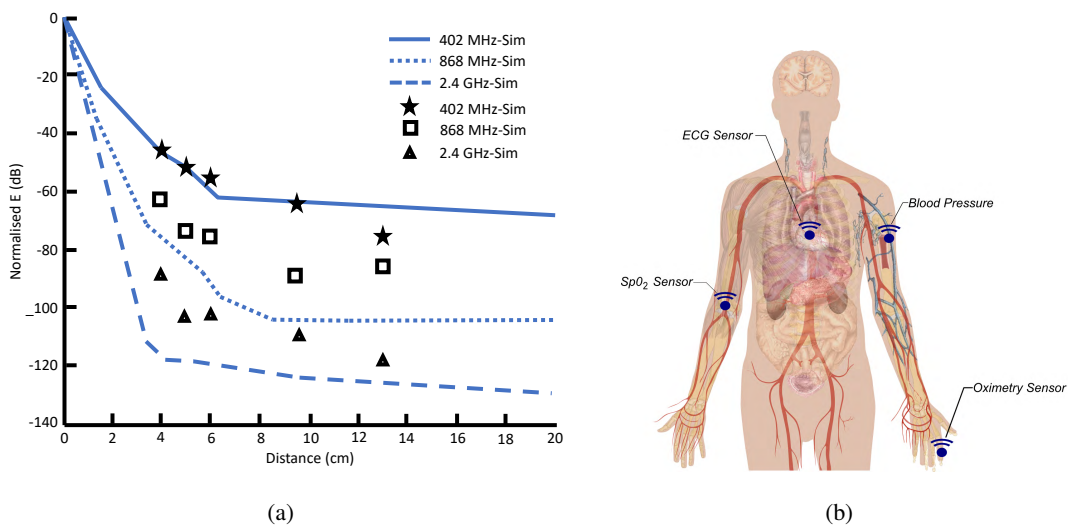 0
-20
-40
-60
-80
_100
-120
-140
Normalised E (dB)
0 2 4 6 8 10 12 14 16 18 20
Distance (cm)
402 MHz-Sim
868 MHz-Sim
2.4 GHz-Sim
402 MHz-Sim
868 MHz-Sim
2.4 GHz-Sim
(a)
ECG Sensor
Blood Pressure
Sp0₂ Sensor
Oximetry Sensor
(b)